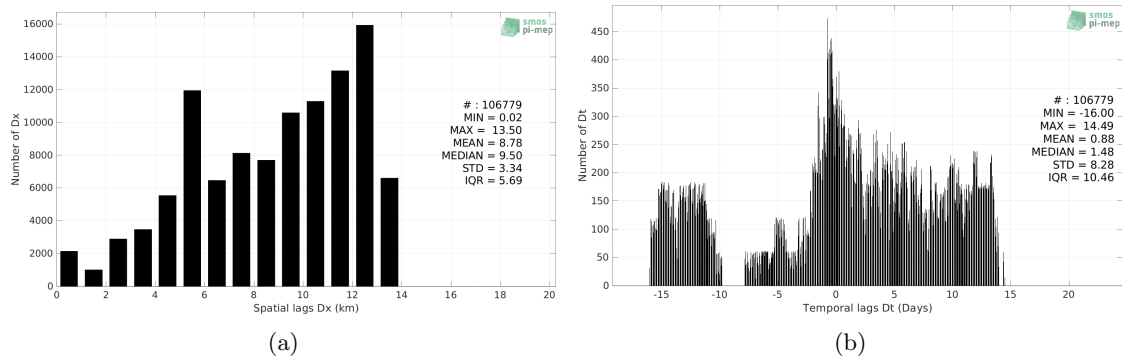 16000
14000
12000
10000
8000
6000
4000
2000
0
Number of Dx
0 2 4 6 8 10 12 14 16 18 20
Spatial lags Dx (km)
smos
pi-mep
# : 106779
MIN = 0.02
MAX = 13.50
MEAN = 8.78
MEDIAN = 9.50
STD = 3.34
IQR = 5.69
(a)
450
400
350
300
250
200
150
100
50
0
Number of Dt
-15 -10 -5 0 5 10 15 20
Temporal lags Dt (Days)
smos
pi-mep
# : 106779
MIN = -16.00
MAX = 14.49
MEAN = 0.88
MEDIAN = 1.48
STD = 8.28
IQR = 10.46
(b)